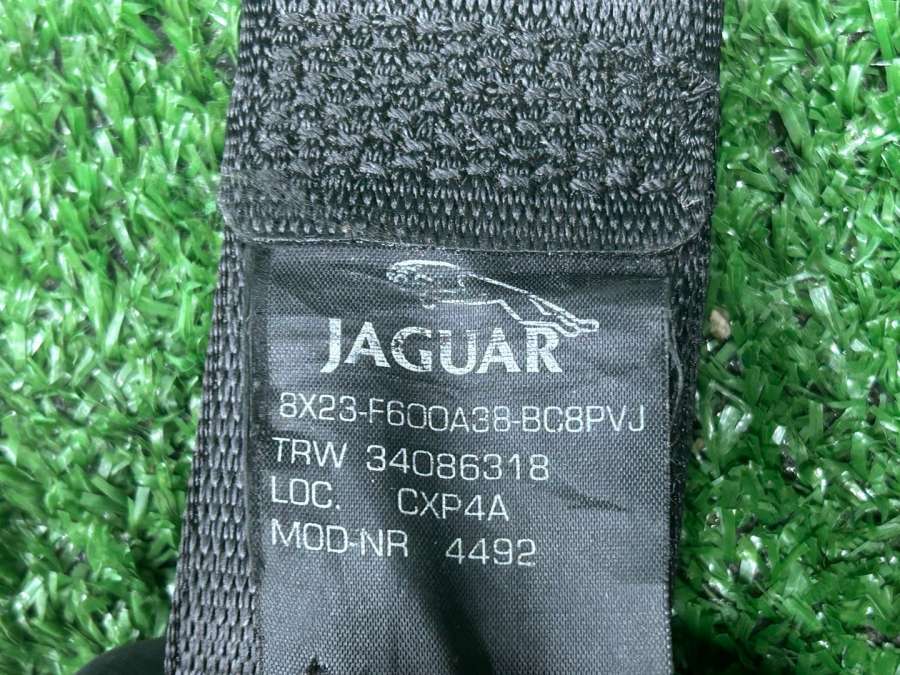 JAGUAR
8X23-F600A38-BC8PVJ
TRW 34086318
LOC. CXP4A
MOD-NR 4492